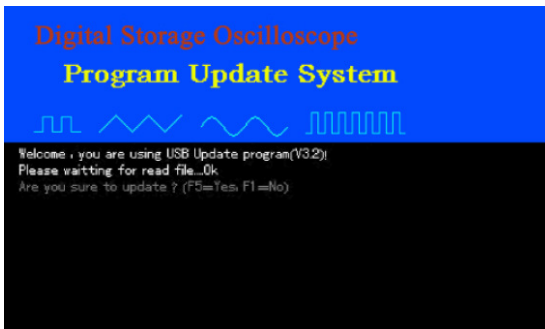 Digital Storage Oscilloscope
Program Update System
Welcome , you are using USB Update program(V3.2)!
Please waitting for read file...Ok
Are you sure to update ? (F5=Yes, F1=No)